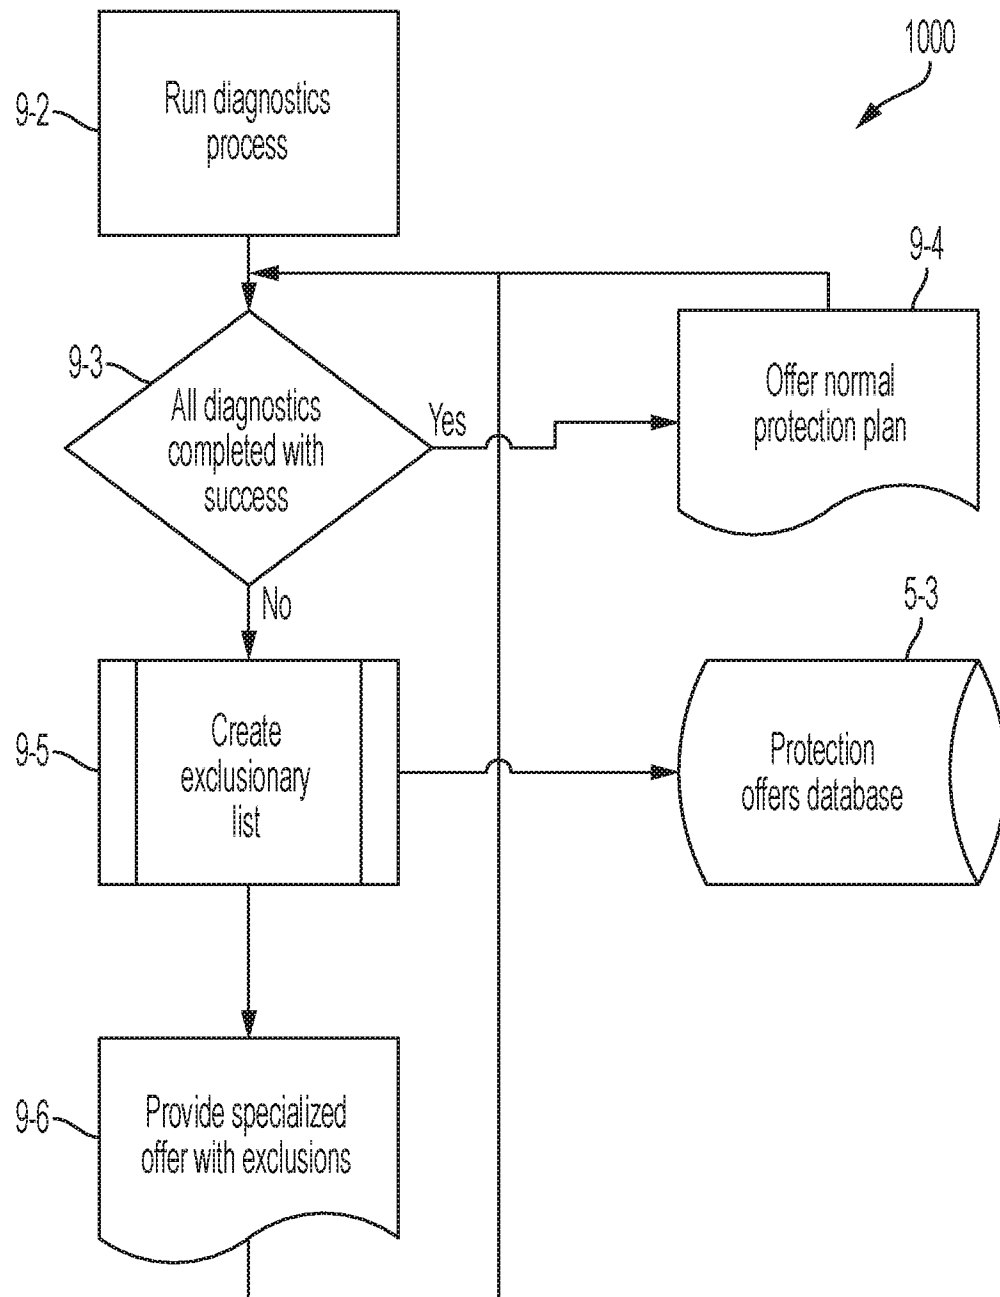 1000
9-2
Run diagnostics
process
9-4
9-3
All diagnostics
completed with
success
Yes
Offer normal
protection plan
No
5-3
9-5
Create
exclusionary
list
Protection
offers database
9-6
Provide specialized
offer with exclusions